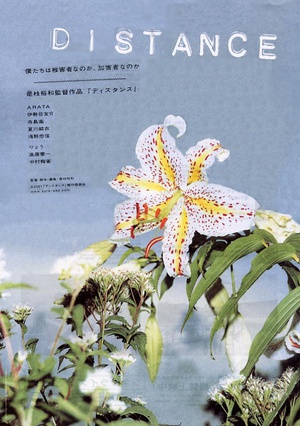 DISTANCE
僕たちは被害者なのか、加害者なのか
是枝裕和監督作品「ディスタンス」
ARATA
伊勢谷友介
寺島進
夏川結衣
浅野忠信
りょう
遠藤憲一
中村梅雀